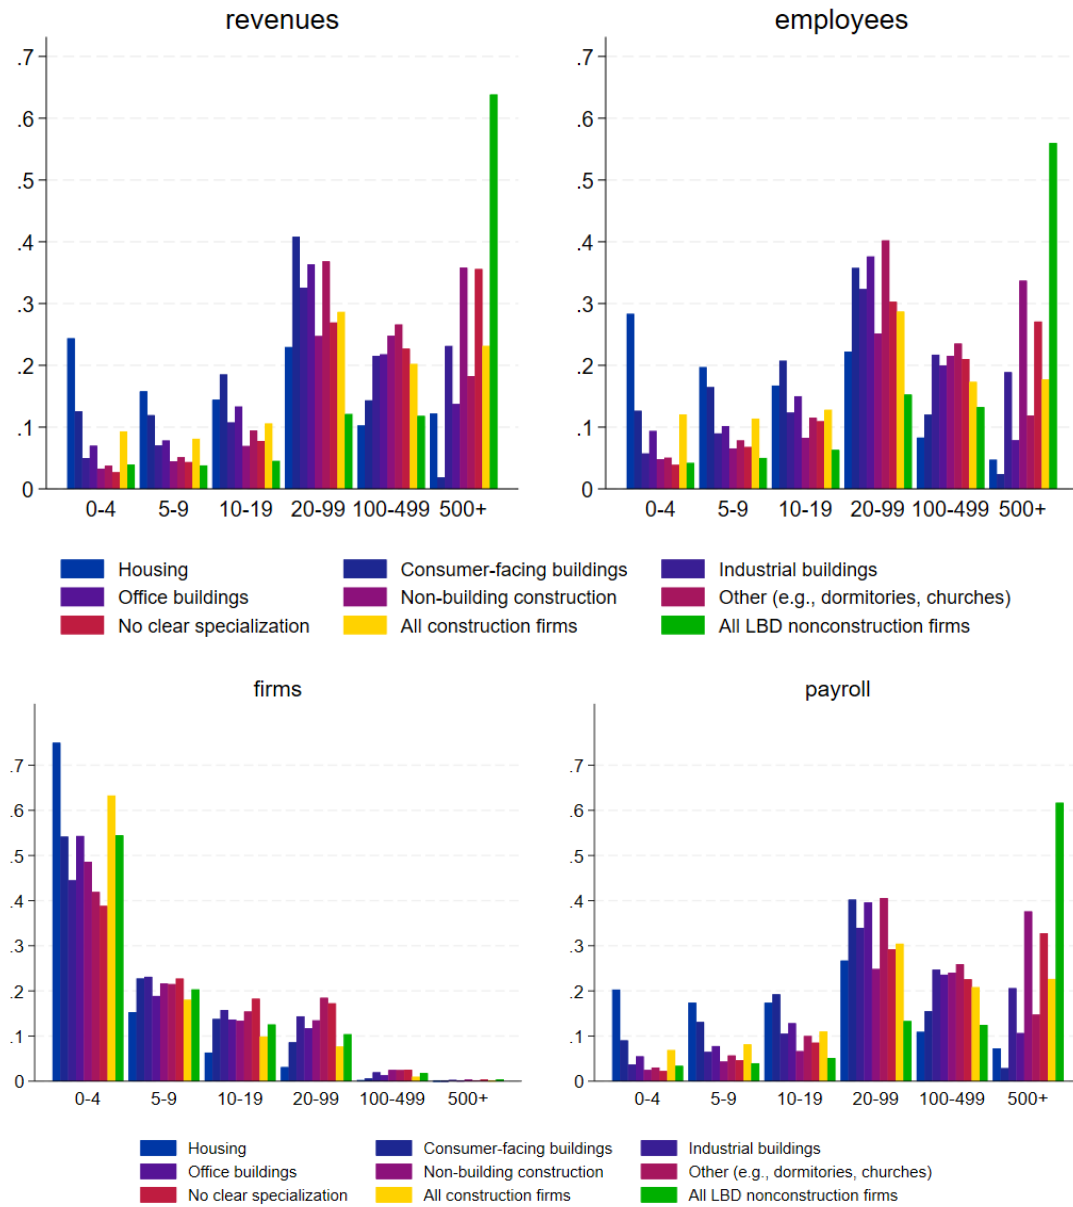 revenues
employees
.7
.6
.5
.4
.3
.2
.1
0
0-4 5-9 10-19 20-99 100-499 500+
.7
.6
.5
.4
.3
.2
.1
0
0-4 5-9 10-19 20-99 100-499 500+
Housing Consumer-facing buildings Industrial buildings
Office buildings Non-building construction Other (e.g., dormitories, churches)
No clear specialization All construction firms All LBD nonconstruction firms
firms
payroll
.7
.6
.5
.4
.3
.2
.1
0
0-4 5-9 10-19 20-99 100-499 500+
.7
.6
.5
.4
.3
.2
.1
0
0-4 5-9 10-19 20-99 100-499 500+
Housing Consumer-facing buildings Industrial buildings
Office buildings Non-building construction Other (e.g., dormitories, churches)
No clear specialization All construction firms All LBD nonconstruction firms